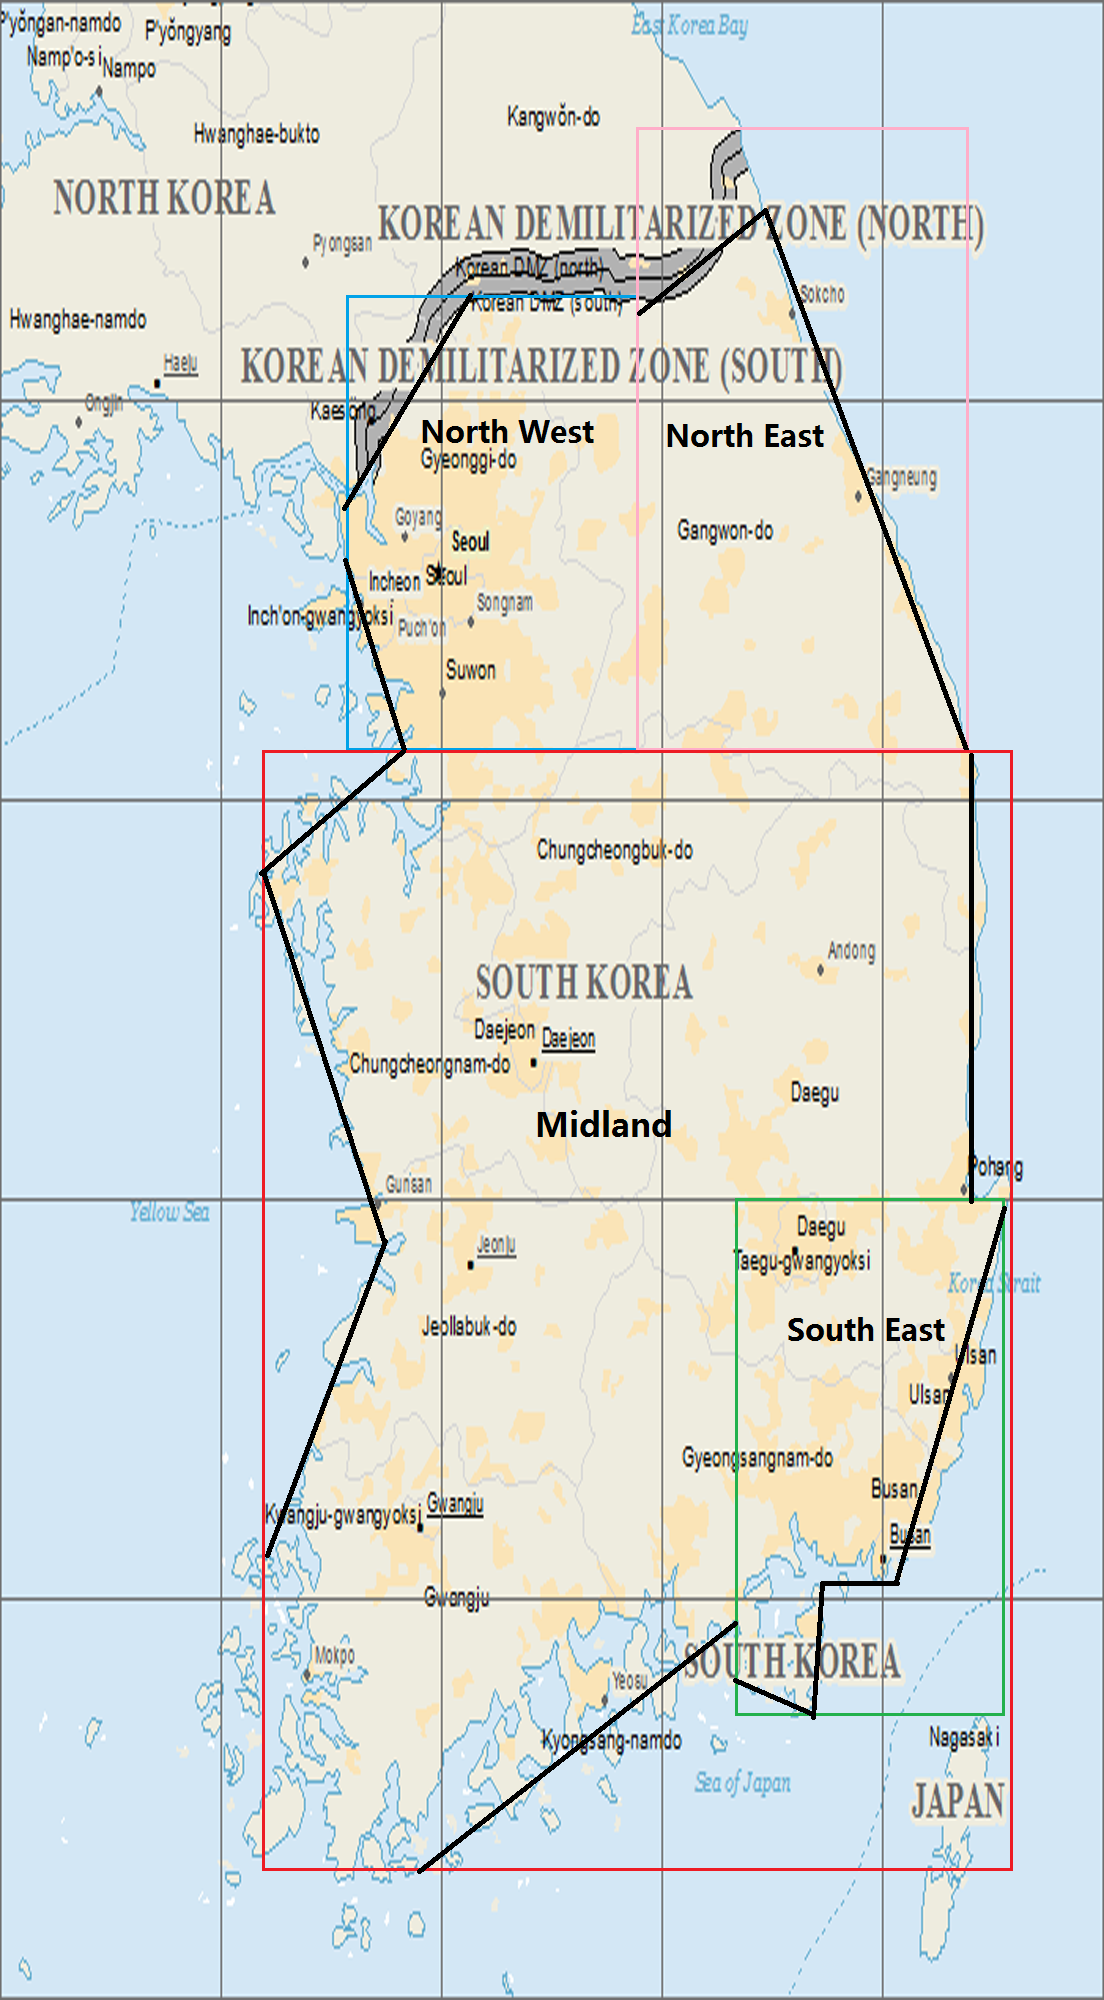 East Korea Bay
P'yŏngan-namdo
P'yŏngyang
Namp'o-si
Nampo
Kangwŏn-do
Hwanghae-bukto
NORTH KOREA
KOREAN DEMILITARIZED ZONE (NORTH)
Pyongsan
Korean DMZ (north)
Korean DMZ (south)
Sokcho
Hwanghae-namdo
Haeju
KOREAN DEMILITARIZED ZONE (SOUTH)
Ongjin
Kaesong
North West
North East
Gyeonggi-do
Gangneung
Goyang
Gangwon-do
Seoul
Incheon
Seoul
Songnam
Inch'on-gwangyoksi
Puch'on
Suwon
Chungcheongbuk-do
Andong
SOUTH KOREA
Daejeon
Daejeon
Chungcheongnam-do
Daegu
Midland
Pohang
Gunsan
Yellow Sea
Daegu
Jeonju
Taegu-gwangyoksi
Korea Strait
Jeollabuk-do
South East
Ulsan
Ulsan
Gyeongsangnam-do
Busan
Kwangju-gwangyoksi
Gwangju
Busan
Gwangju
Mokpo
SOUTH KOREA
Yeosu
Kyongsang-namdo
Nagasaki
Sea of Japan
JAPAN